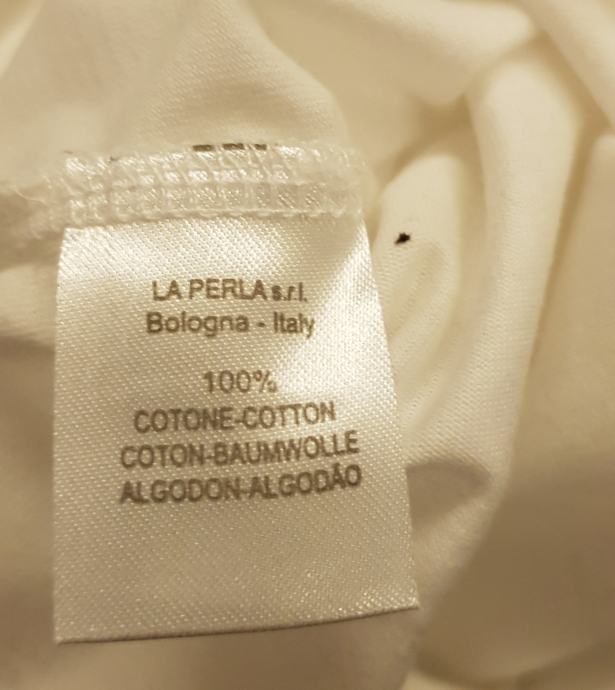 LA PERLA s.r.l.
Bologna - Italy
100%
COTONE-COTTON
COTON-BAUMWOLLE
ALGODON-ALGODÃO